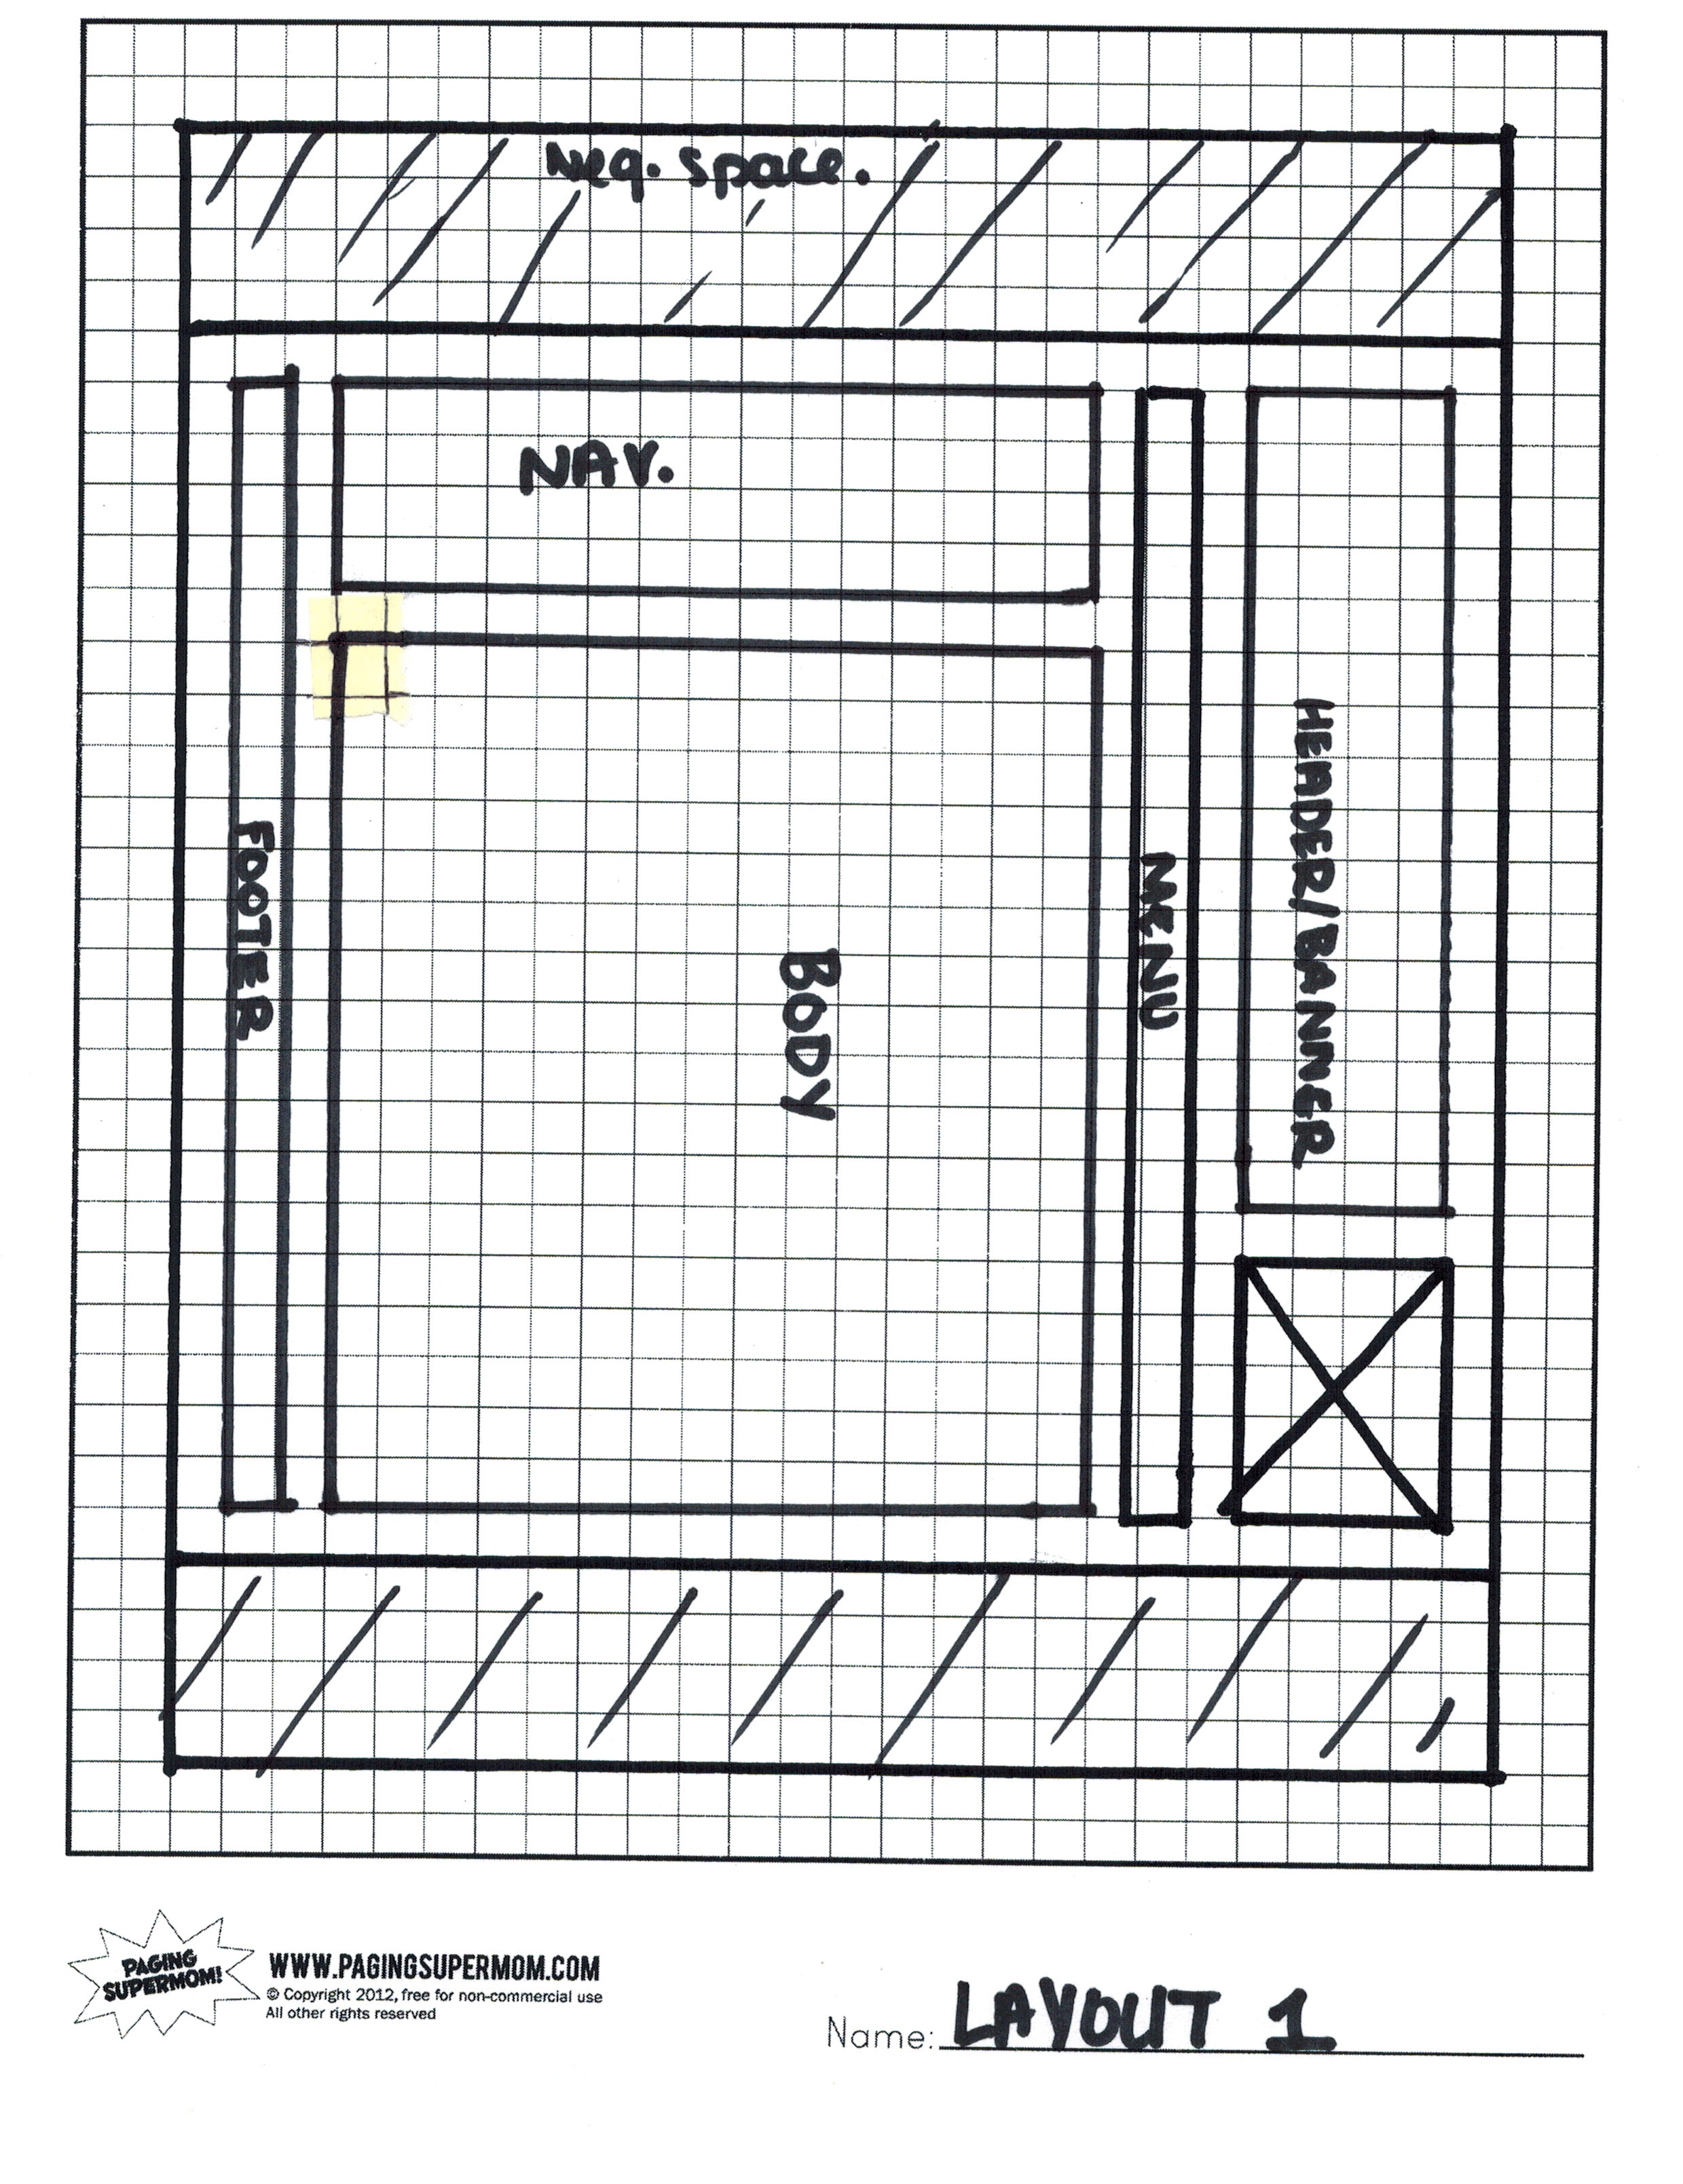 Neg. space.
NAV.
HEADER/BANNER
MENU
BODY
FOOTER
PAGING
SUPERMOM!
WWW.PAGINGSUPERMOM.COM
© Copyright 2012, free for non-commercial use
All other rights reserved
Name: LAYOUT 1